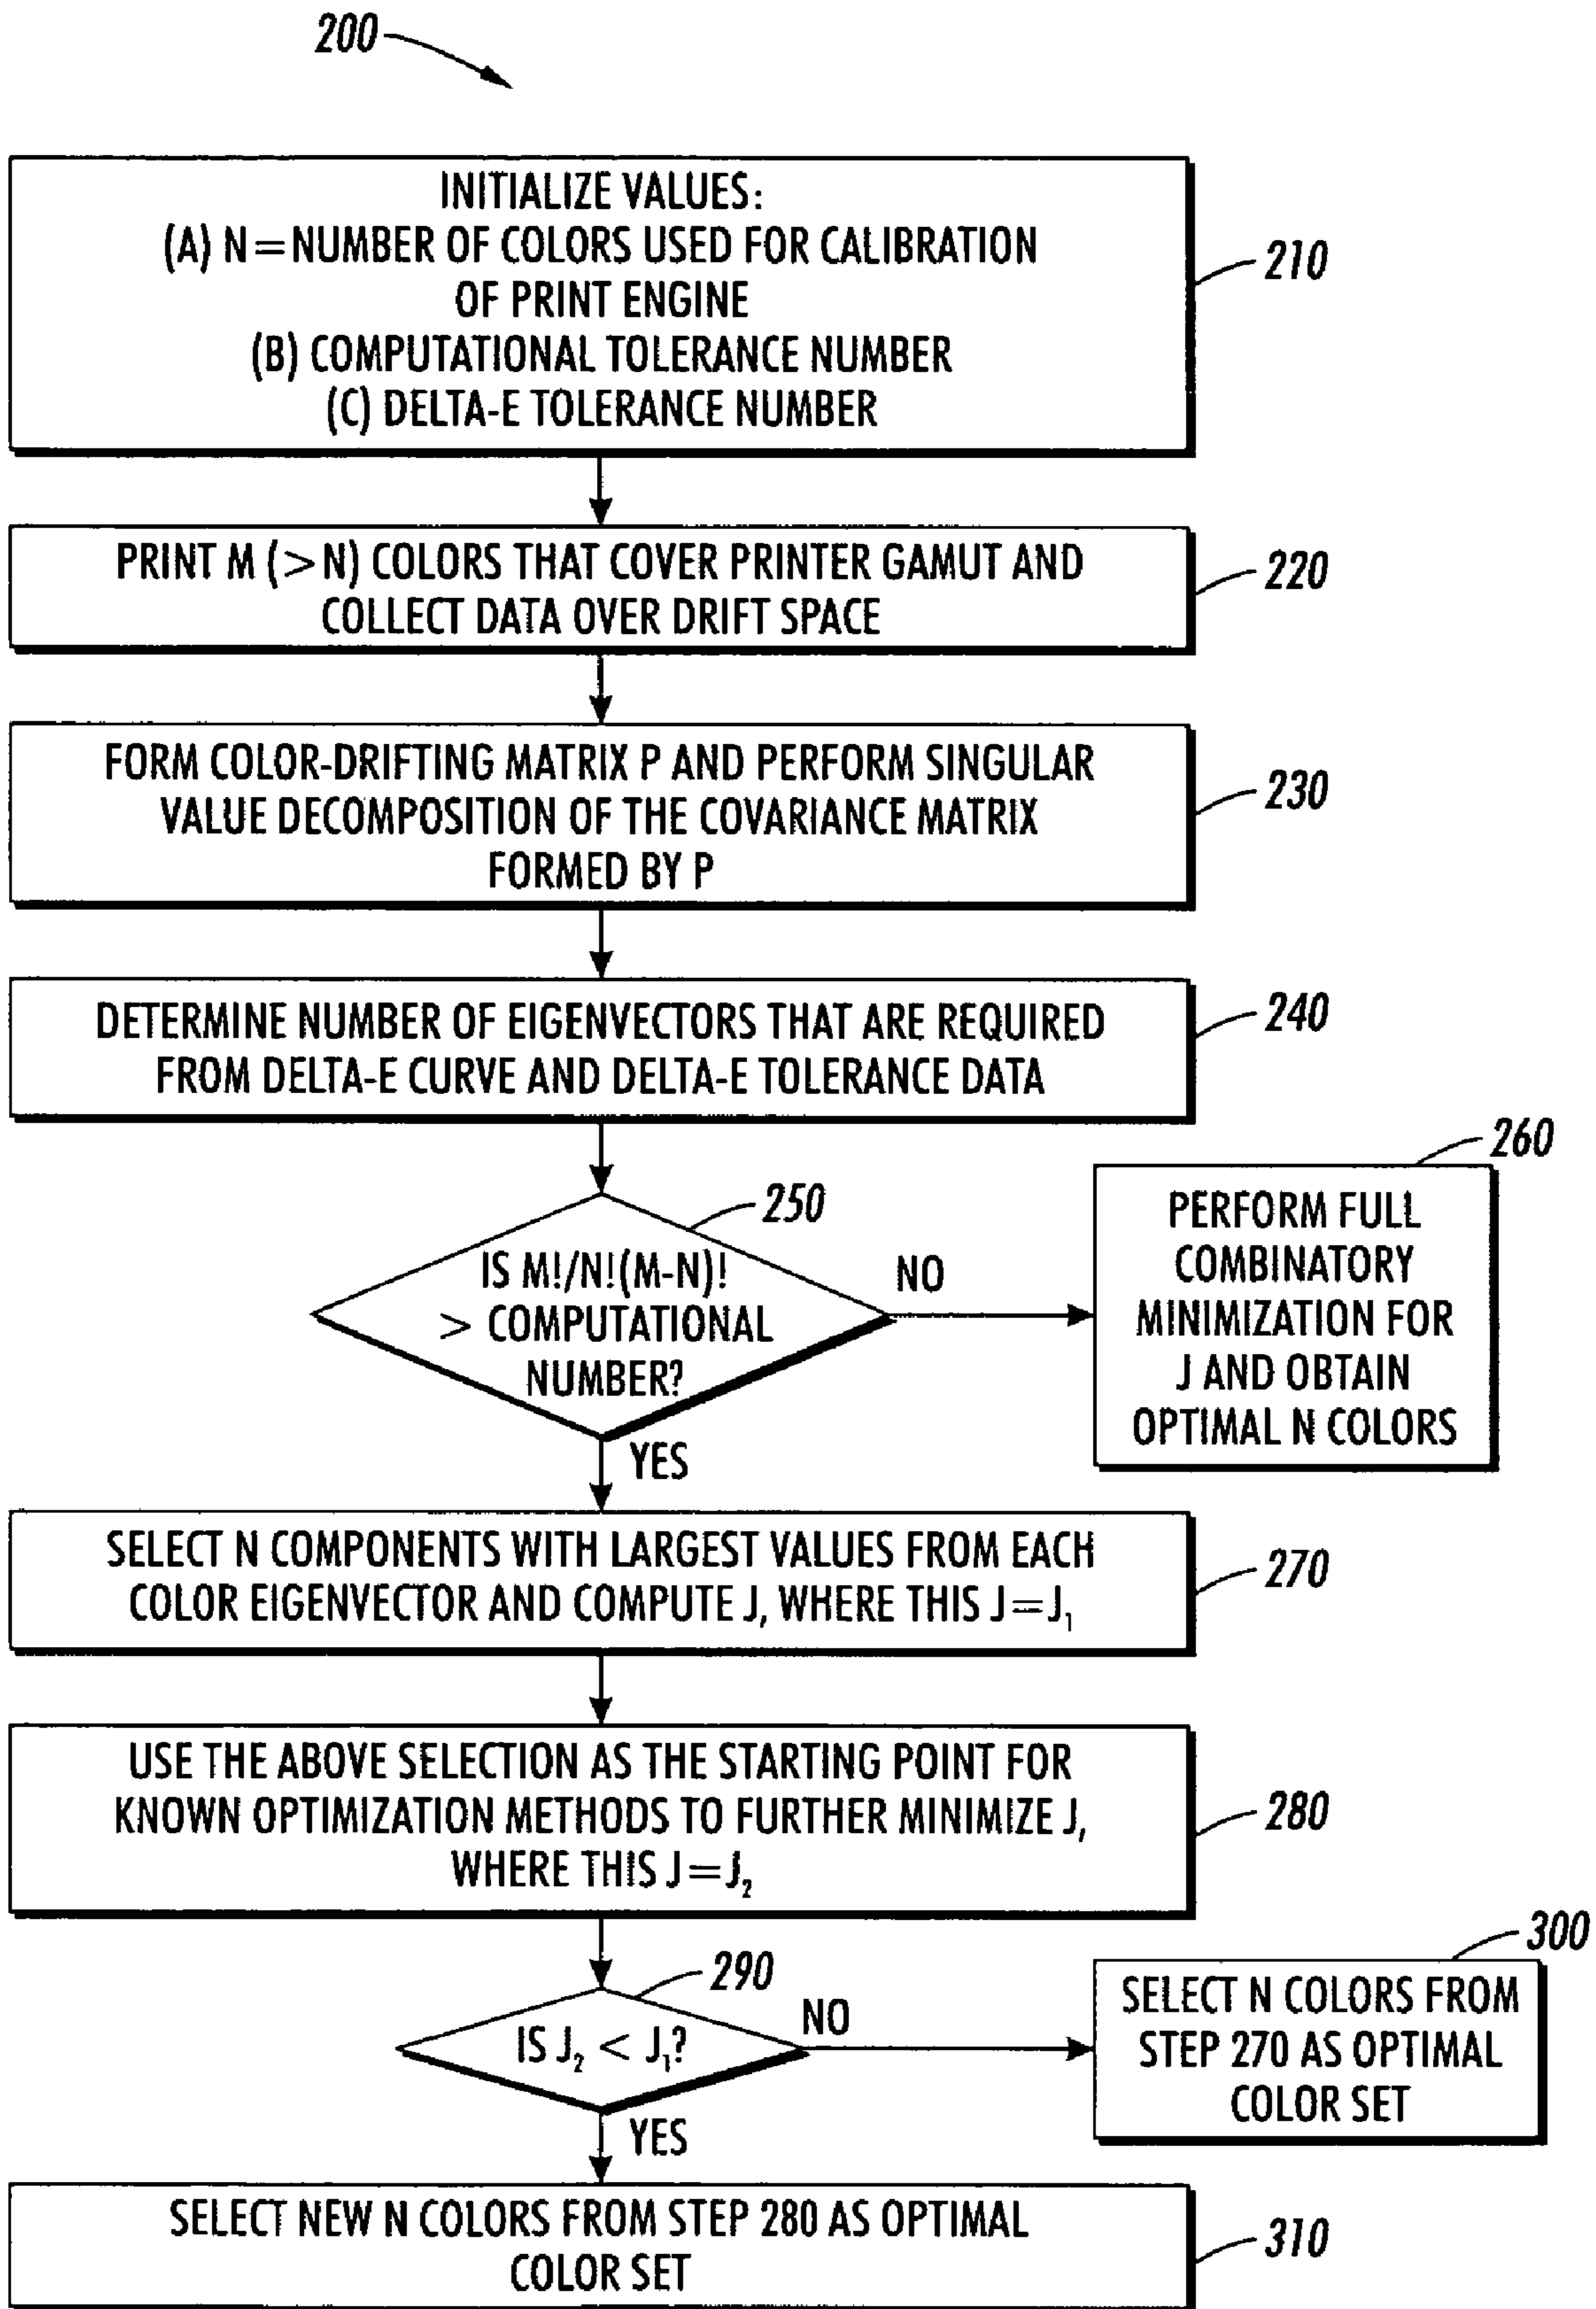 200
INITIALIZE VALUES:
(A) N=NUMBER OF COLORS USED FOR CALIBRATION
OF PRINT ENGINE
(B) COMPUTATIONAL TOLERANCE NUMBER
(C) DELTA-E TOLERANCE NUMBER
210
PRINT M (>N) COLORS THAT COVER PRINTER GAMUT AND
COLLECT DATA OVER DRIFT SPACE
220
FORM COLOR-DRIFTING MATRIX P AND PERFORM SINGULAR
VALUE DECOMPOSITION OF THE COVARIANCE MATRIX
FORMED BY P
230
DETERMINE NUMBER OF EIGENVECTORS THAT ARE REQUIRED
FROM DELTA-E CURVE AND DELTA-E TOLERANCE DATA
240
250
IS M!/N!(M-N)!
> COMPUTATIONAL
NUMBER?
NO
260
PERFORM FULL
COMBINATORY
MINIMIZATION FOR
J AND OBTAIN
OPTIMAL N COLORS
YES
SELECT N COMPONENTS WITH LARGEST VALUES FROM EACH
COLOR EIGENVECTOR AND COMPUTE J, WHERE THIS J=J₁
270
USE THE ABOVE SELECTION AS THE STARTING POINT FOR
KNOWN OPTIMIZATION METHODS TO FURTHER MINIMIZE J,
WHERE THIS J=J₂
280
290
IS J₂ < J₁?
NO
300
SELECT N COLORS FROM
STEP 270 AS OPTIMAL
COLOR SET
YES
SELECT NEW N COLORS FROM STEP 280 AS OPTIMAL
COLOR SET
310